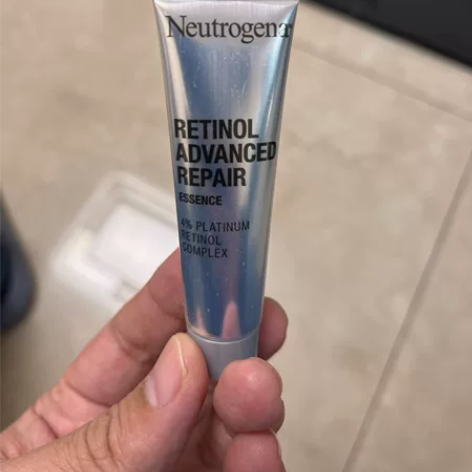 Neutrogena
RETINOL
ADVANCED
REPAIR
ESSENCE
4% PLATINUM
RETINOL
COMPLEX